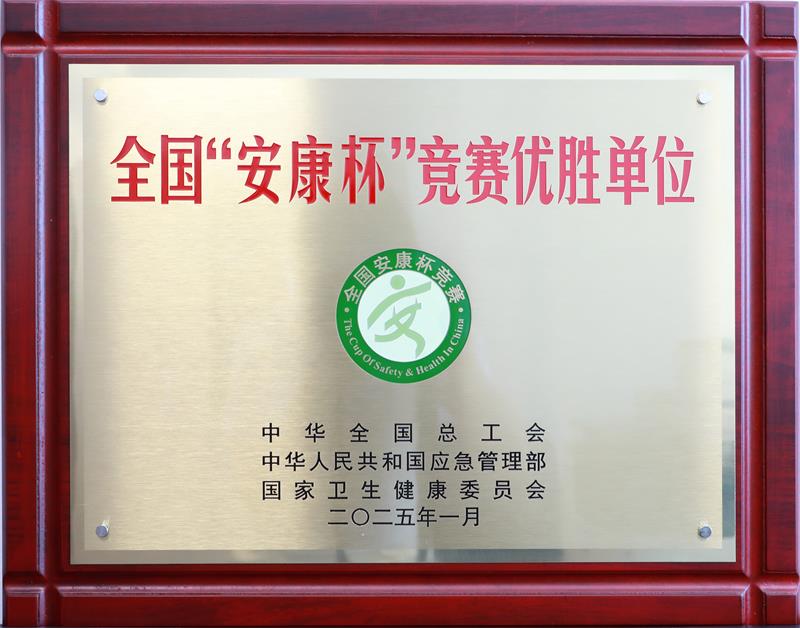 全国“安康杯”竞赛优胜单位
全国安康杯竞赛
The Cup Of Safety & Health In China
中华全国总工会
中华人民共和国应急管理部
国家卫生健康委员会
二〇二五年一月